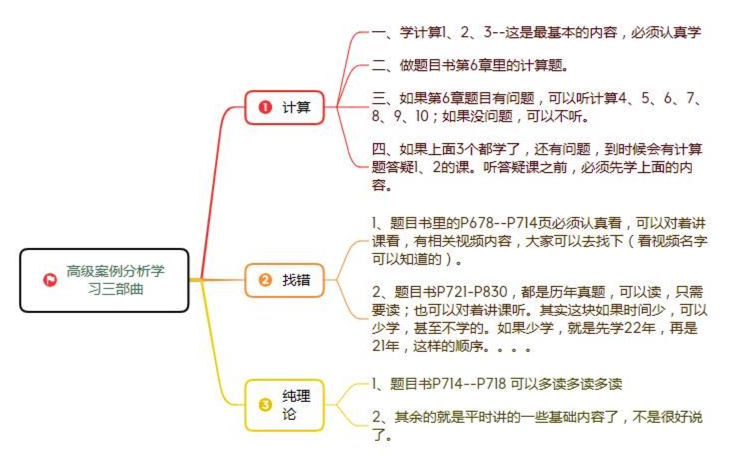 高级案例分析学
习三部曲
1 计算
一、学计算1、2、3--这是最基本的内容，必须认真学
二、做题目书第6章里的计算题。
三、如果第6章题目有问题，可以听计算4、5、6、7、
8、9、10；如果没问题，可以不听。
四、如果上面3个都学了，还有问题，到时候会有计算
题答疑1、2的课。听答疑课之前，必须先学上面的内
容。
2 找错
1、题目书里的P678--P714页必须认真看，可以对着讲
课看，有相关视频内容，大家可以去找下（看视频名字
可以知道的）。
2、题目书P721-P830，都是历年真题，可以读，只需
要读；也可以对着讲课听。其实这块如果时间少，可以
少学，甚至不学的。如果少学，就是先学22年，再是
21年，这样的顺序。。。。
3 纯理
论
1、题目书P714--P718 可以多读多读多读
2、其余的就是平时讲的一些基础内容了，不是很好说
了。